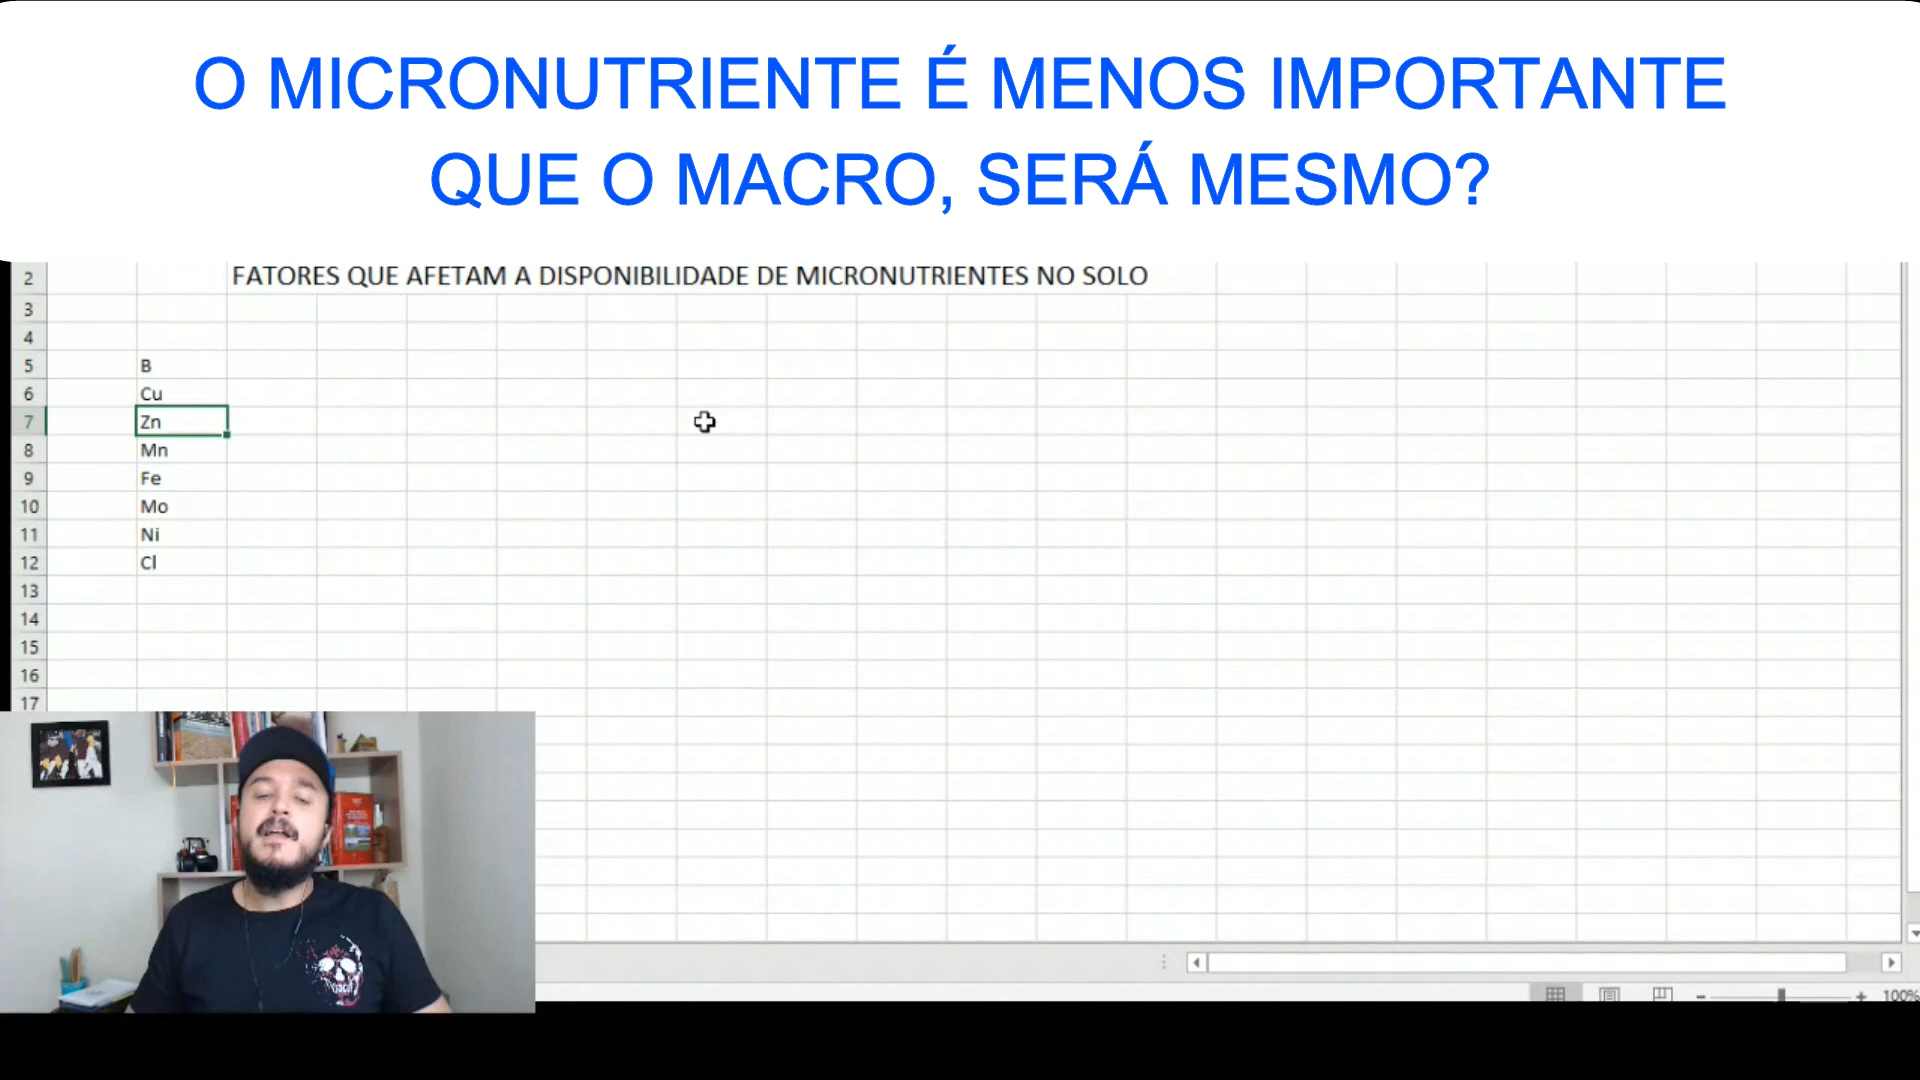 O MICRONUTRIENTE É MENOS IMPORTANTE
QUE O MACRO, SERÁ MESMO?
2 FATORES QUE AFETAM A DISPONIBILIDADE DE MICRONUTRIENTES NO SOLO
3
4
5 B
6 Cu
7 Zn
8 Mn
9 Fe
10 Mo
11 Ni
12 Cl
13
14
15
16
17
100%